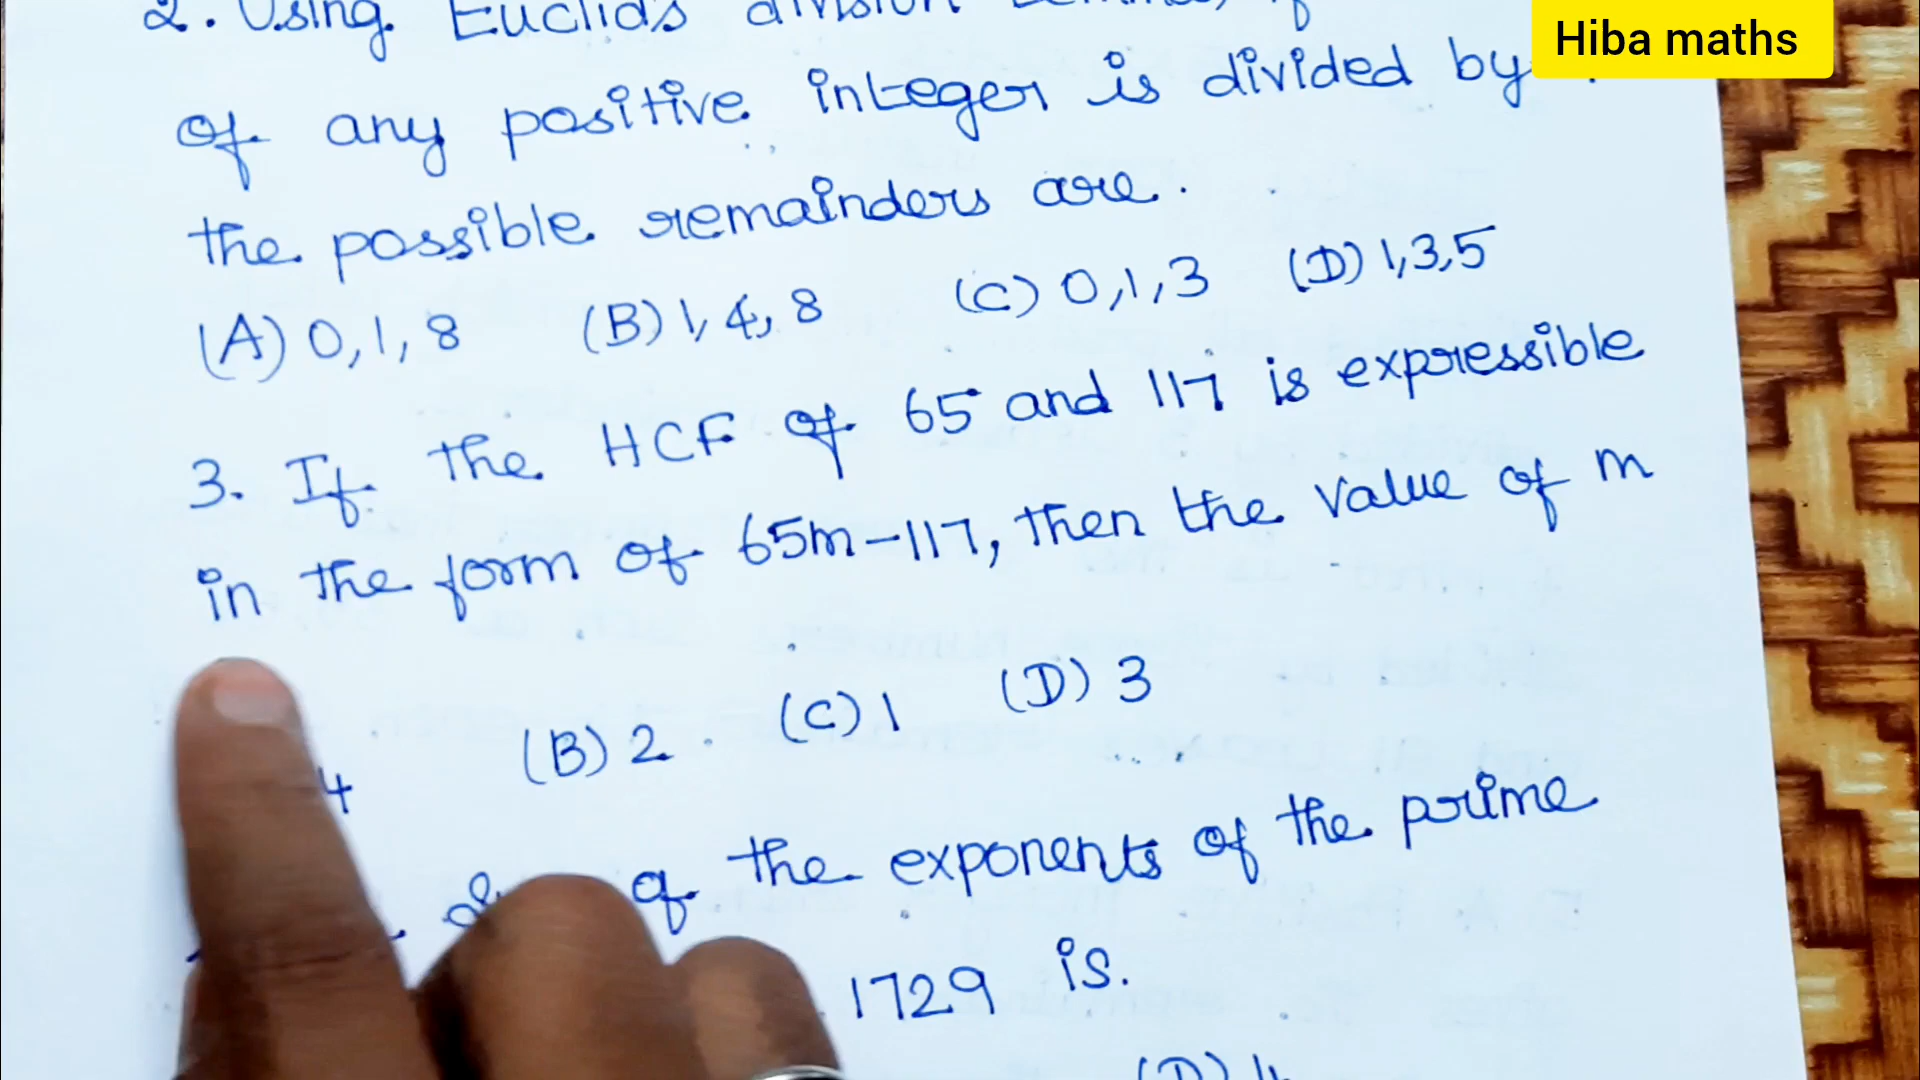 Hiba maths
2. Using Euclid's division
of any positive integer is divided by
the possible remainders are.
(A) 0, 1, 8 (B) 1, 4, 8 (C) 0, 1, 3 (D) 1, 3, 5
3. If the HCF of 65 and 117 is expressible
in the form of 65m-117, then the value of m
4 (B) 2 (C) 1 (D) 3
of the exponents of the prime
1729 is.
(D)